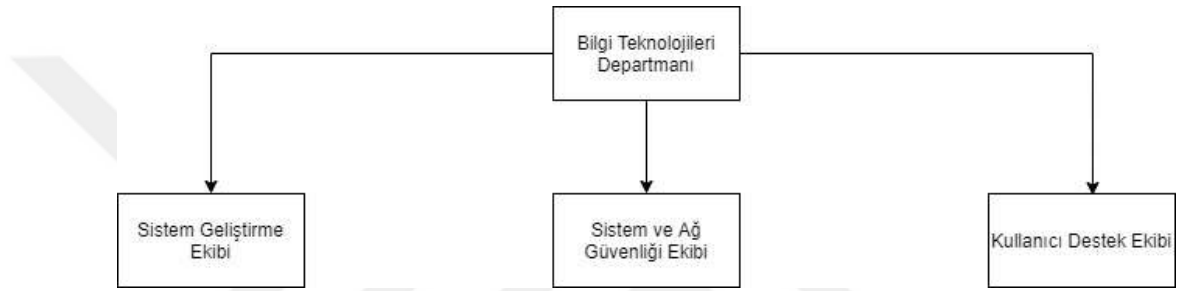 Bilgi Teknolojileri
Departmanı
Sistem Geliştirme
Ekibi
Sistem ve Ağ
Güvenliği Ekibi
Kullanıcı Destek Ekibi